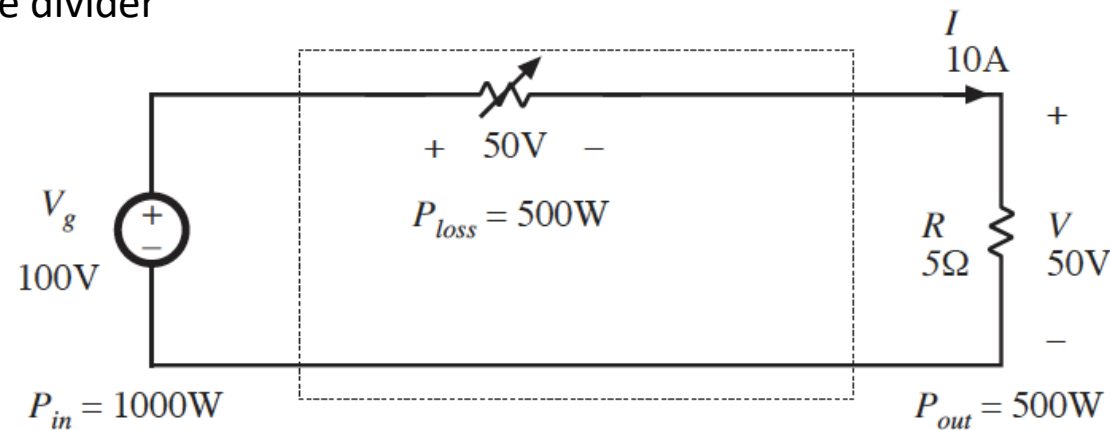 e divider
I
10A
+ 50V –
+
V_g
+
–
100V
P_loss = 500W
R
5Ω
V
50V
–
P_in = 1000W
P_out = 500W